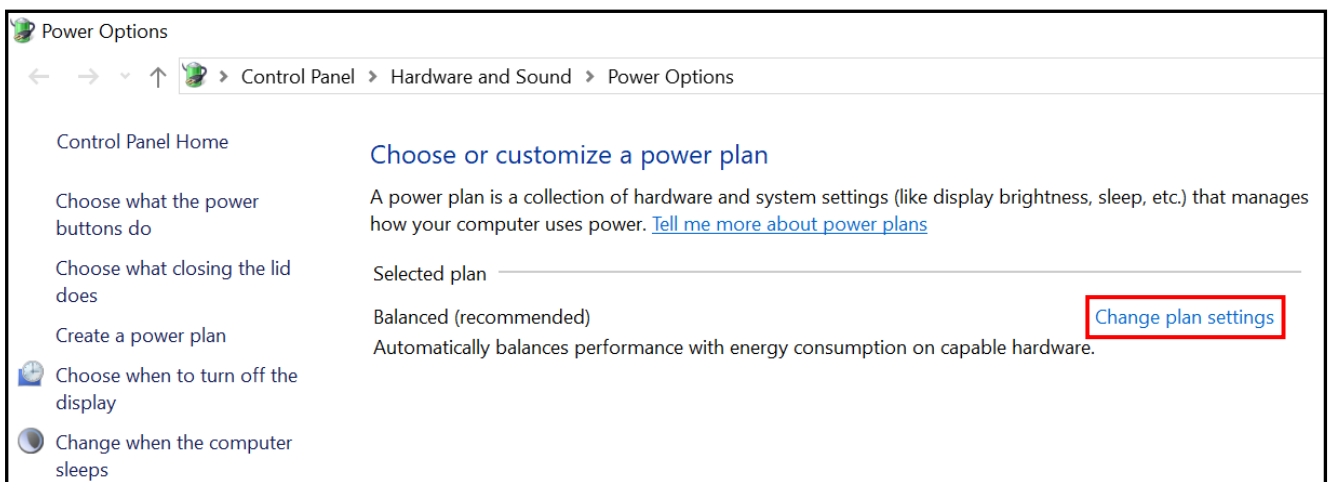 Power Options
Control Panel > Hardware and Sound > Power Options
Control Panel Home
Choose what the power
buttons do
Choose what closing the lid
does
Create a power plan
Choose when to turn off the
display
Change when the computer
sleeps
Choose or customize a power plan
A power plan is a collection of hardware and system settings (like display brightness, sleep, etc.) that manages
how your computer uses power. Tell me more about power plans
Selected plan
Balanced (recommended) Change plan settings
Automatically balances performance with energy consumption on capable hardware.